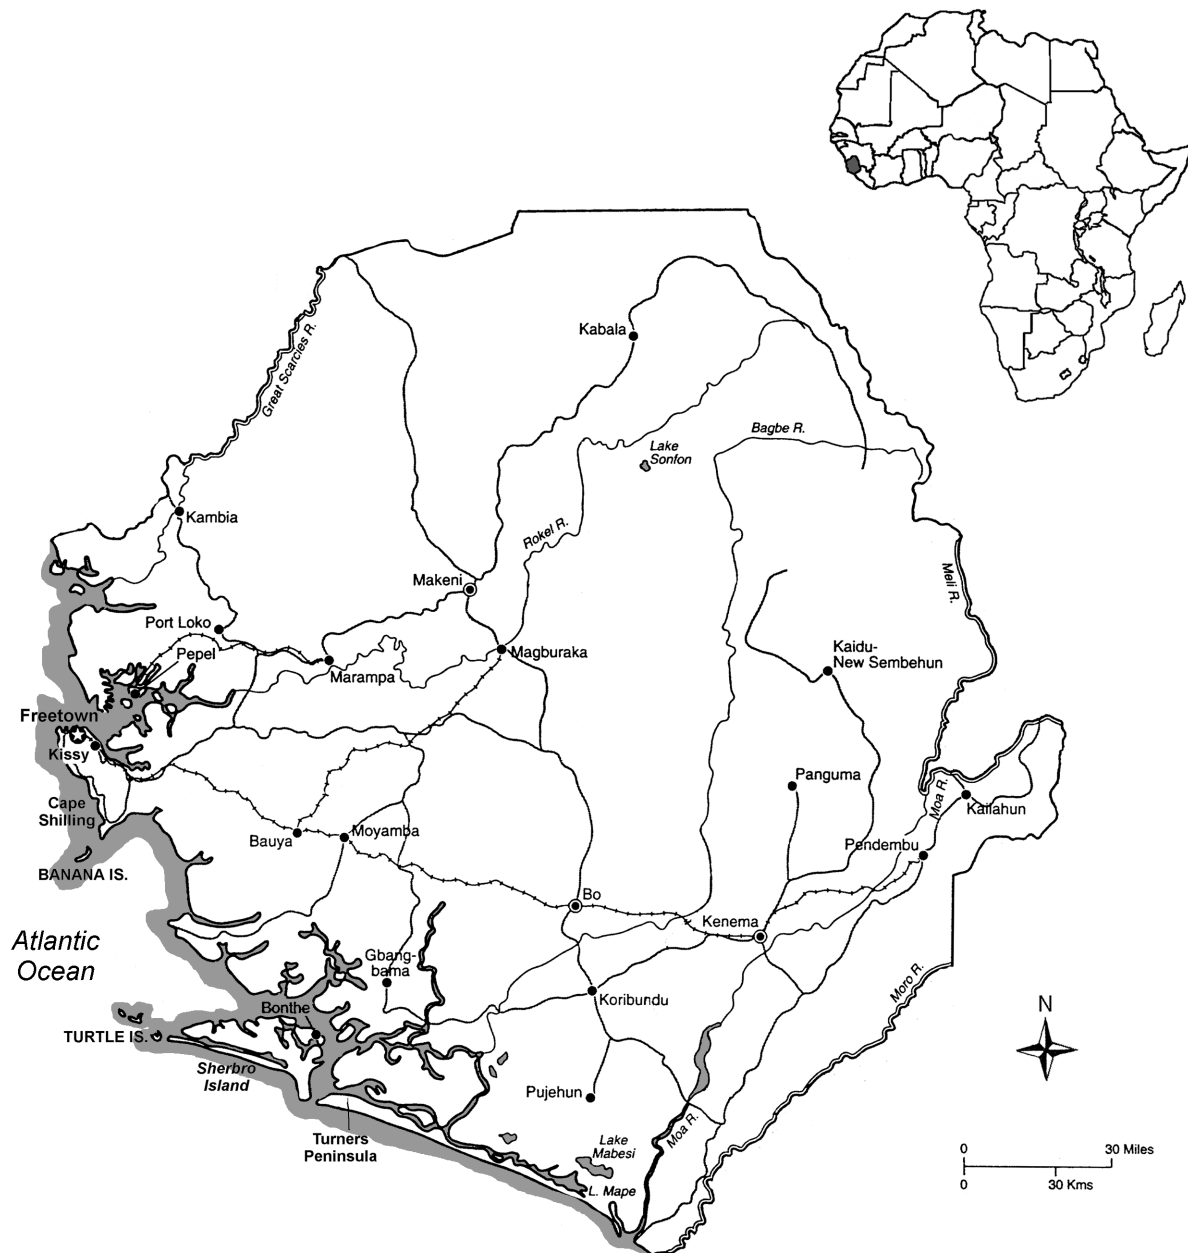 Kabala
Great Scarcies R.
Bagbe R.
Lake
Sonfon
Kambia
Rokel R.
Makeni
Meli R.
Port Loko
Pepel
Marampa
Magburaka
Kaidu-
New Sembehun
Freetown
Kissy
Cape
Shilling
Panguma
Moa R.
Kailahun
Bauya
Moyamba
Pendembu
BANANA IS.
Bo
Kenema
Atlantic
Ocean
Gbang-
bama
Moro R.
Koribundu
Bonthe
TURTLE IS.
Sherbro
Island
N
Pujehun
Turners
Peninsula
Moa R.
Lake
Mabesi
L. Mape
0
30 Miles
0
30 Kms